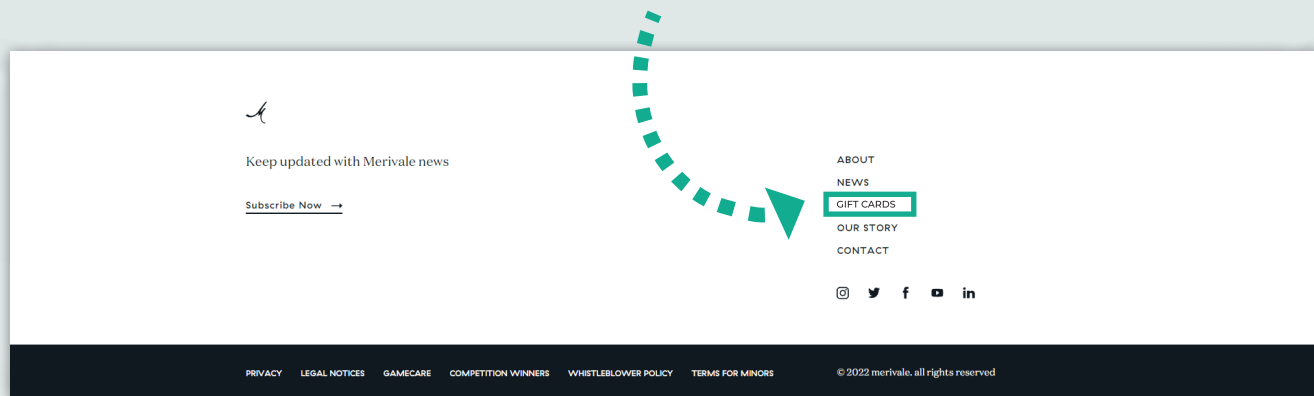 Keep updated with Merivale news
Subscribe Now →
ABOUT
NEWS
GIFT CARDS
OUR STORY
CONTACT
PRIVACY LEGAL NOTICES GAMECARE COMPETITION WINNERS WHISTLEBLOWER POLICY TERMS FOR MINORS © 2022 merivale. all rights reserved